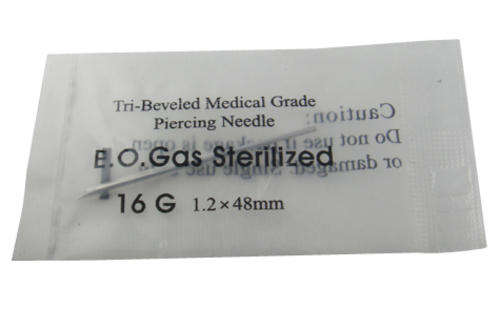 Tri-Beveled Medical Grade
Piercing Needle
E.O.Gas Sterilized
16 G 1.2×48mm
Caution:
Do not use if package is open
or damaged. Single use